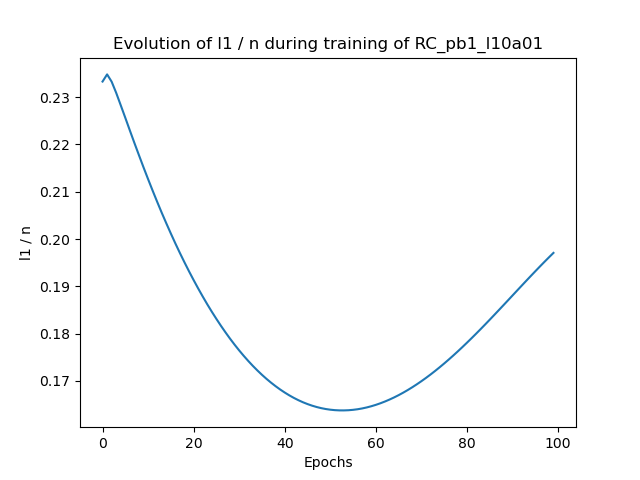 Evolution of l1 / n during training of RC_pb1_l10a01
0.23
0.22
0.21
0.20
0.19
0.18
0.17
l1 / n
0 20 40 60 80 100
Epochs